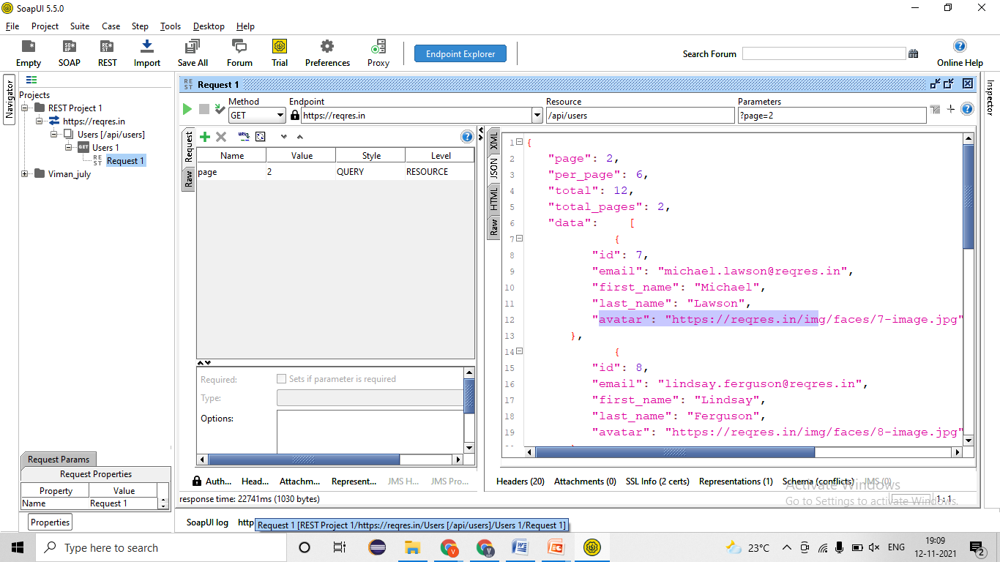 SoapUI 5.5.0
File Project Suite Case Step Tools Desktop Help
Empty SOAP REST Import Save All Forum Trial Preferences Proxy Endpoint Explorer Search Forum Online Help
Navigator
Projects
REST Project 1
https://reqres.in
Users [/api/users]
GET Users 1
REST Request 1
Viman_july
Request Params
Request Properties
Property Value
Name Request 1
Properties
REST Request 1
Method Endpoint Resource Parameters
GET https://reqres.in /api/users ?page=2
Request
Raw
Name Value Style Level
page 2 QUERY RESOURCE
Required: Sets if parameter is required
Type:
Options:
Auth... Head... Attachm... Represent... JMS H... JMS Pro...
XML
JSON
HTML
Raw
1 {
2 "page": 2,
3 "per_page": 6,
4 "total": 12,
5 "total_pages": 2,
6 "data": [
7 {
8 "id": 7,
9 "email": "michael.lawson@reqres.in",
10 "first_name": "Michael",
11 "last_name": "Lawson",
12 "avatar": "https://reqres.in/img/faces/7-image.jpg"
13 },
14 {
15 "id": 8,
16 "email": "lindsay.ferguson@reqres.in",
17 "first_name": "Lindsay",
18 "last_name": "Ferguson",
19 "avatar": "https://reqres.in/img/faces/8-image.jpg"
Headers (20) Attachments (0) SSL Info (2 certs) Representations (1) Schema (conflicts) JMS (0)
Inspector
response time: 22741ms (1030 bytes)
1 : 1
Activate Windows
Go to Settings to activate Windows.
SoapUI log http
Request 1 [REST Project 1/https://reqres.in/Users [/api/users]/Users 1/Request 1]
Type here to search
23°C ENG 19:09
12-11-2021
2